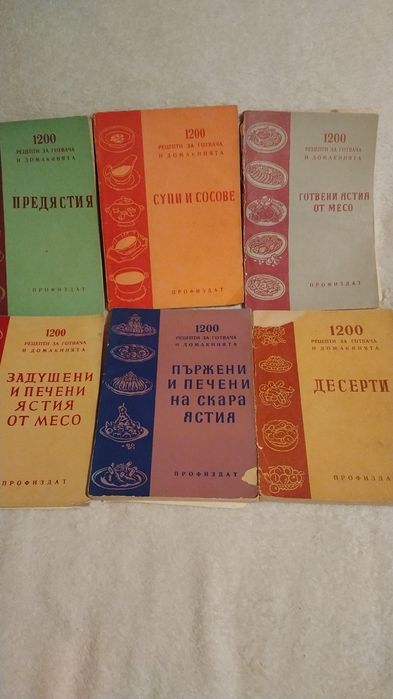 1200
РЕЦЕПТИ ЗА ГОТВАЧА
И ДОМАКИНЯТА
ПРЕДЯСТИЯ
ПРОФИЗДАТ
1200
РЕЦЕПТИ ЗА ГОТВАЧА
И ДОМАКИНЯТА
СУПИ И СОСОВЕ
ПРОФИЗДАТ
1200
РЕЦЕПТИ ЗА ГОТВАЧА
И ДОМАКИНЯТА
ГОТВЕНИ ЯСТИЯ
ОТ МЕСО
ПРОФИЗДАТ
1200
РЕЦЕПТИ ЗА ГОТВАЧА
И ДОМАКИНЯТА
ЗАДУШЕНИ
И ПЕЧЕНИ
ЯСТИЯ
ОТ МЕСО
ПРОФИЗДАТ
1200
РЕЦЕПТИ ЗА ГОТВАЧА
И ДОМАКИНЯТА
ПЪРЖЕНИ
И ПЕЧЕНИ
НА СКАРА
ЯСТИЯ
ПРОФИЗДАТ
1200
РЕЦЕПТИ ЗА ГОТВАЧА
И ДОМАКИНЯТА
ДЕСЕРТИ
ПРОФИЗДАТ